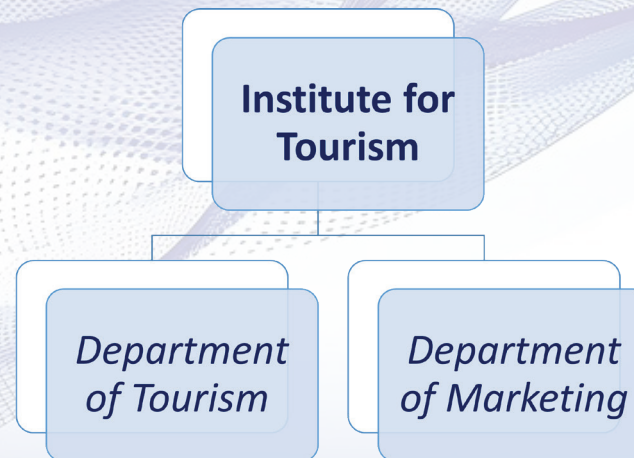 Institute for
Tourism
Department
of Tourism
Department
of Marketing